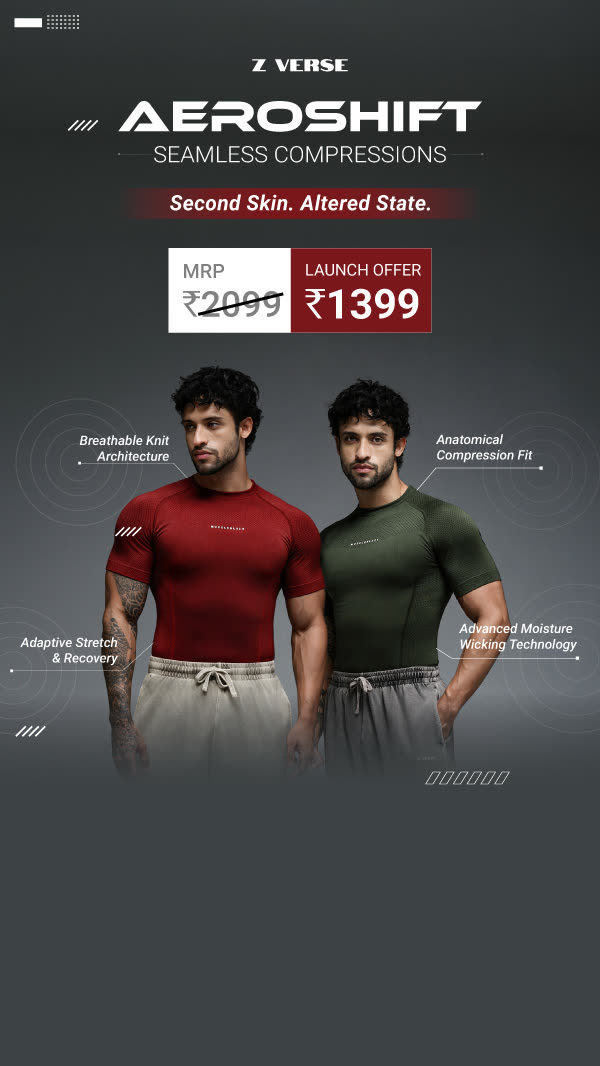 Z VERSE
AEROSHIFT
SEAMLESS COMPRESSIONS
Second Skin. Altered State.
MRP
₹2099
LAUNCH OFFER
₹1399
Breathable Knit
Architecture
Anatomical
Compression Fit
Adaptive Stretch
& Recovery
Advanced Moisture
Wicking Technology